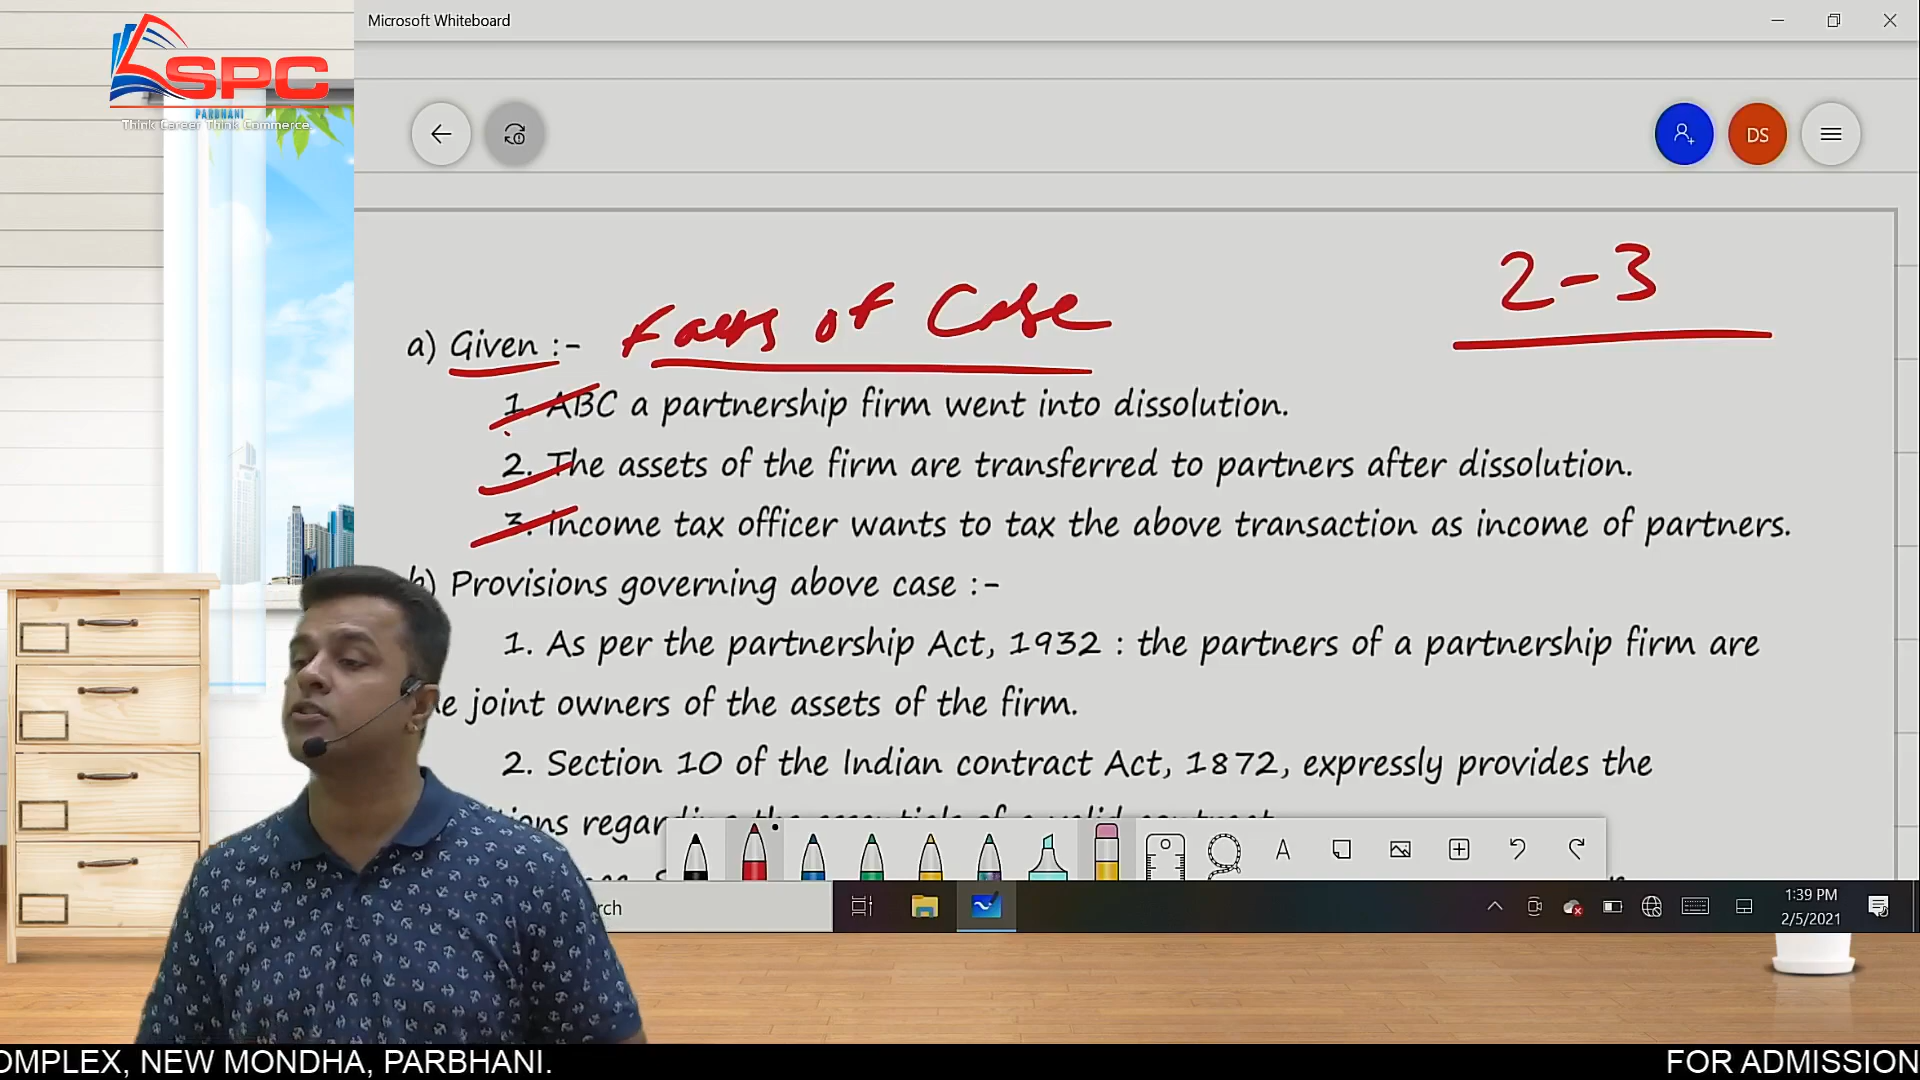 Microsoft Whiteboard
SPC
PARBHANI
Think Career Think Commerce.
DS
2-3
a) Given :- Facts of Case
1. ABC a partnership firm went into dissolution.
2. The assets of the firm are transferred to partners after dissolution.
3. Income tax officer wants to tax the above transaction as income of partners.
b) Provisions governing above case :-
1. As per the partnership Act, 1932 : the partners of a partnership firm are
joint owners of the assets of the firm.
2. Section 10 of the Indian contract Act, 1872, expressly provides the
A
rch
1:39 PM
2/5/2021
OMPLEX, NEW MONDHA, PARBHANI. FOR ADMISSION